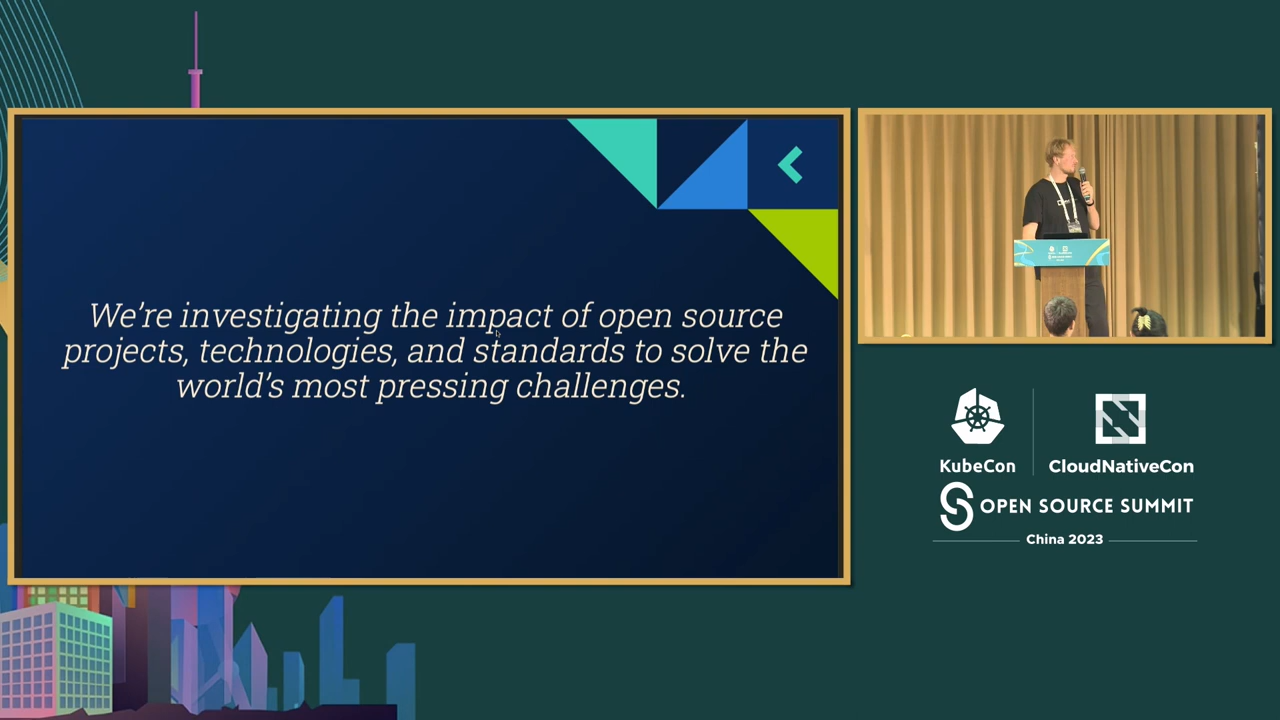 We’re investigating the impact of open source
projects, technologies, and standards to solve the
world’s most pressing challenges.
KubeCon
CloudNativeCon
OPEN SOURCE SUMMIT
China 2023